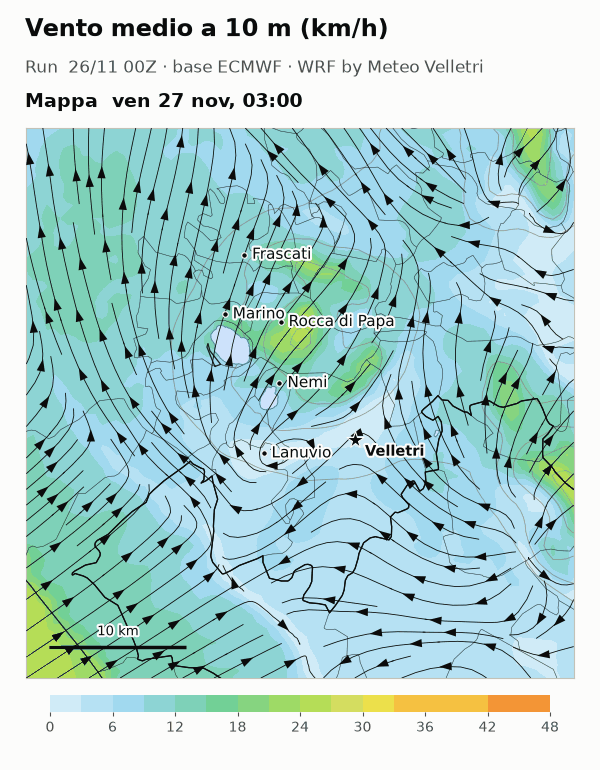 Vento medio a 10 m (km/h)
Run  26/11 00Z · base ECMWF · WRF by Meteo Velletri
Mappa  ven 27 nov, 03:00
Frascati
Marino
Rocca di Papa
Nemi
Velletri
Lanuvio
10 km
0 6 12 18 24 30 36 42 48